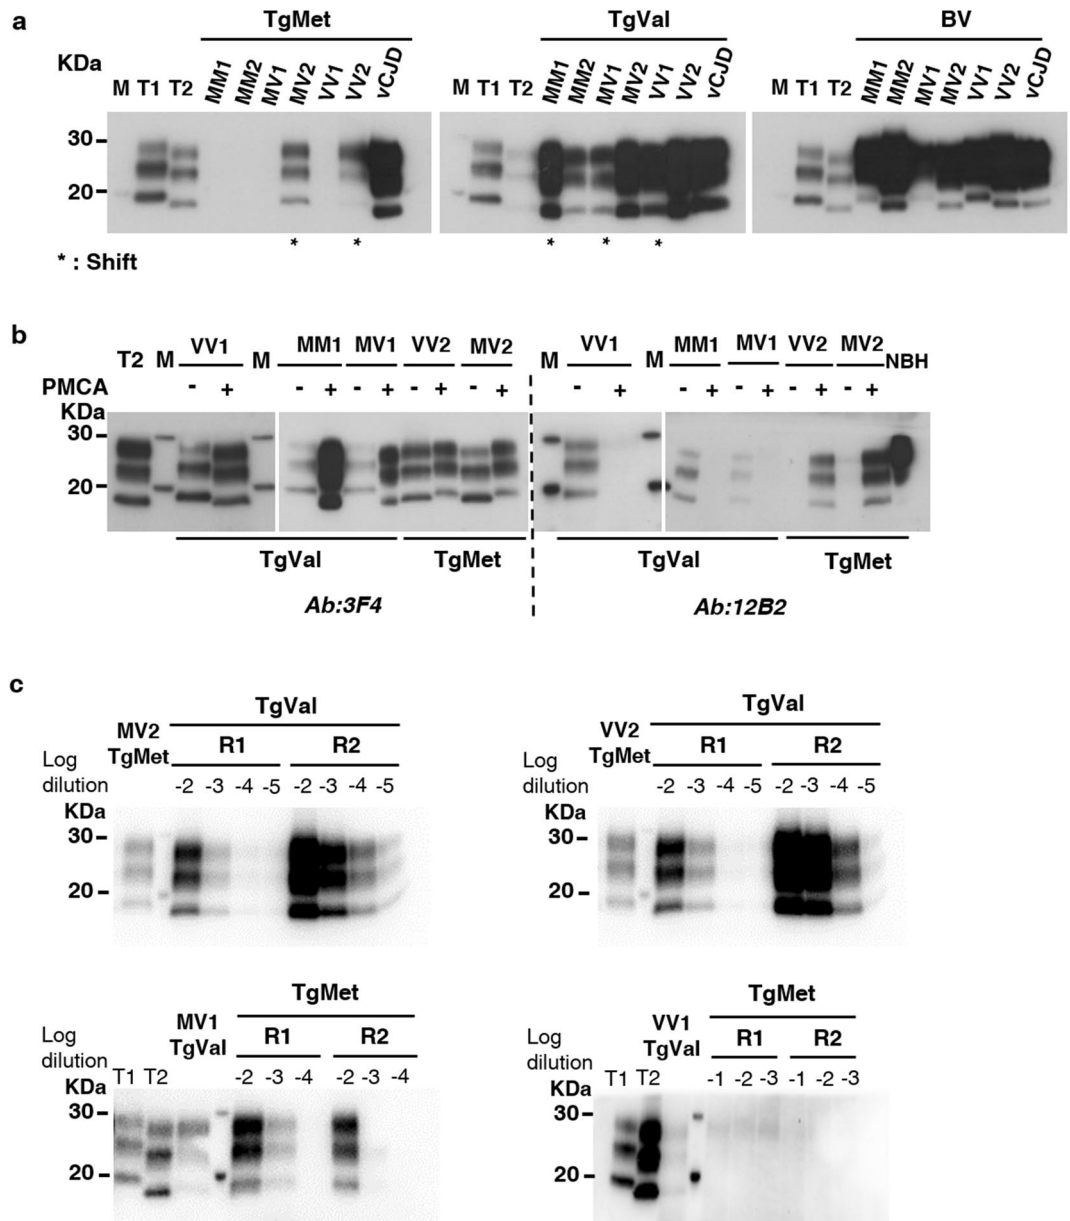 a
TgMet TgVal BV
KDa
M T1 T2 MM1 MM2 MV1 MV2 VV1 VV2 vCJD M T1 T2 MM1 MM2 MV1 MV2 VV1 VV2 vCJD M T1 T2 MM1 MM2 MV1 MV2 VV1 VV2 vCJD
30
20
* * * * *
* : Shift
b
T2 M VV1 M MM1 MV1 VV2 MV2 M VV1 M MM1 MV1 VV2 MV2 NBH
PMCA - + - + - + - + - + - + - + - + - + - +
KDa
30
20
TgVal TgMet TgVal TgMet
Ab:3F4 Ab:12B2
c
TgVal
MV2
TgMet R1 R2
Log
dilution -2 -3 -4 -5 -2 -3 -4 -5
KDa
30
20
TgVal
VV2
TgMet R1 R2
Log
dilution -2 -3 -4 -5 -2 -3 -4 -5
KDa
30
20
TgMet
MV1
TgVal R1 R2
Log
dilution
T1 T2 -2 -3 -4 -2 -3 -4
KDa
30
20
TgMet
VV1
TgVal R1 R2
Log
dilution
T1 T2 -1 -2 -3 -1 -2 -3
KDa
30
20